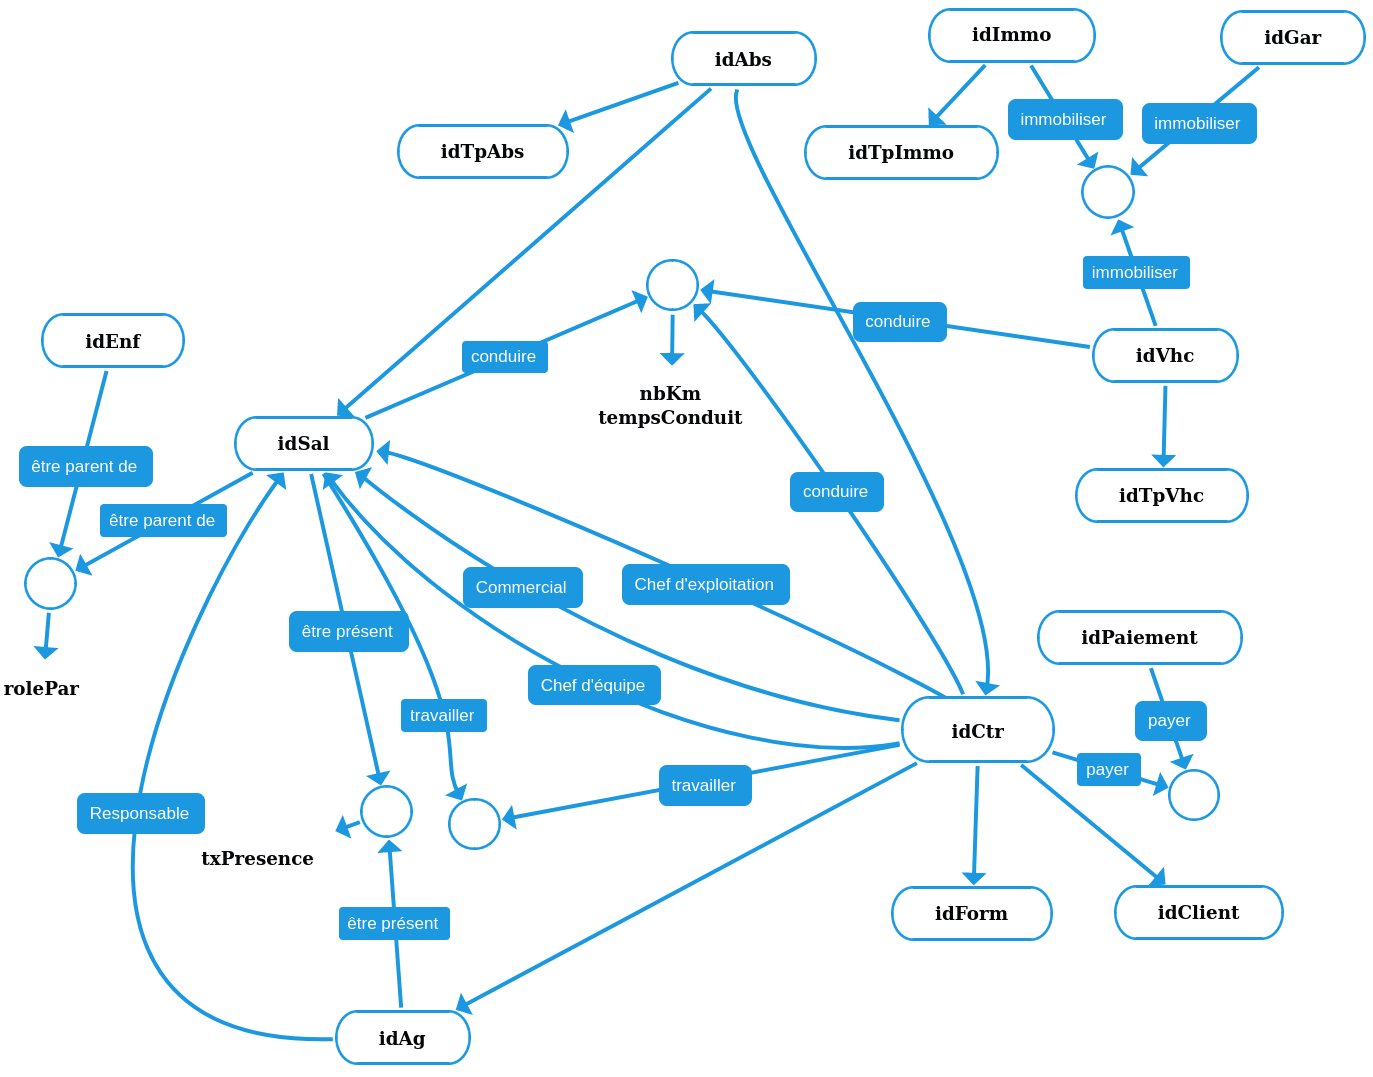 idImmo
idGar
idAbs
immobiliser
immobiliser
idTpAbs
idTpImmo
immobiliser
conduire
idEnf
conduire
idVhc
nbKm
tempsConduit
idSal
être parent de
conduire
idTpVhc
être parent de
Chef d'exploitation
Commercial
être présent
idPaiement
Chef d'équipe
rolePar
travailler
payer
idCtr
payer
travailler
Responsable
txPresence
idForm
idClient
être présent
idAg